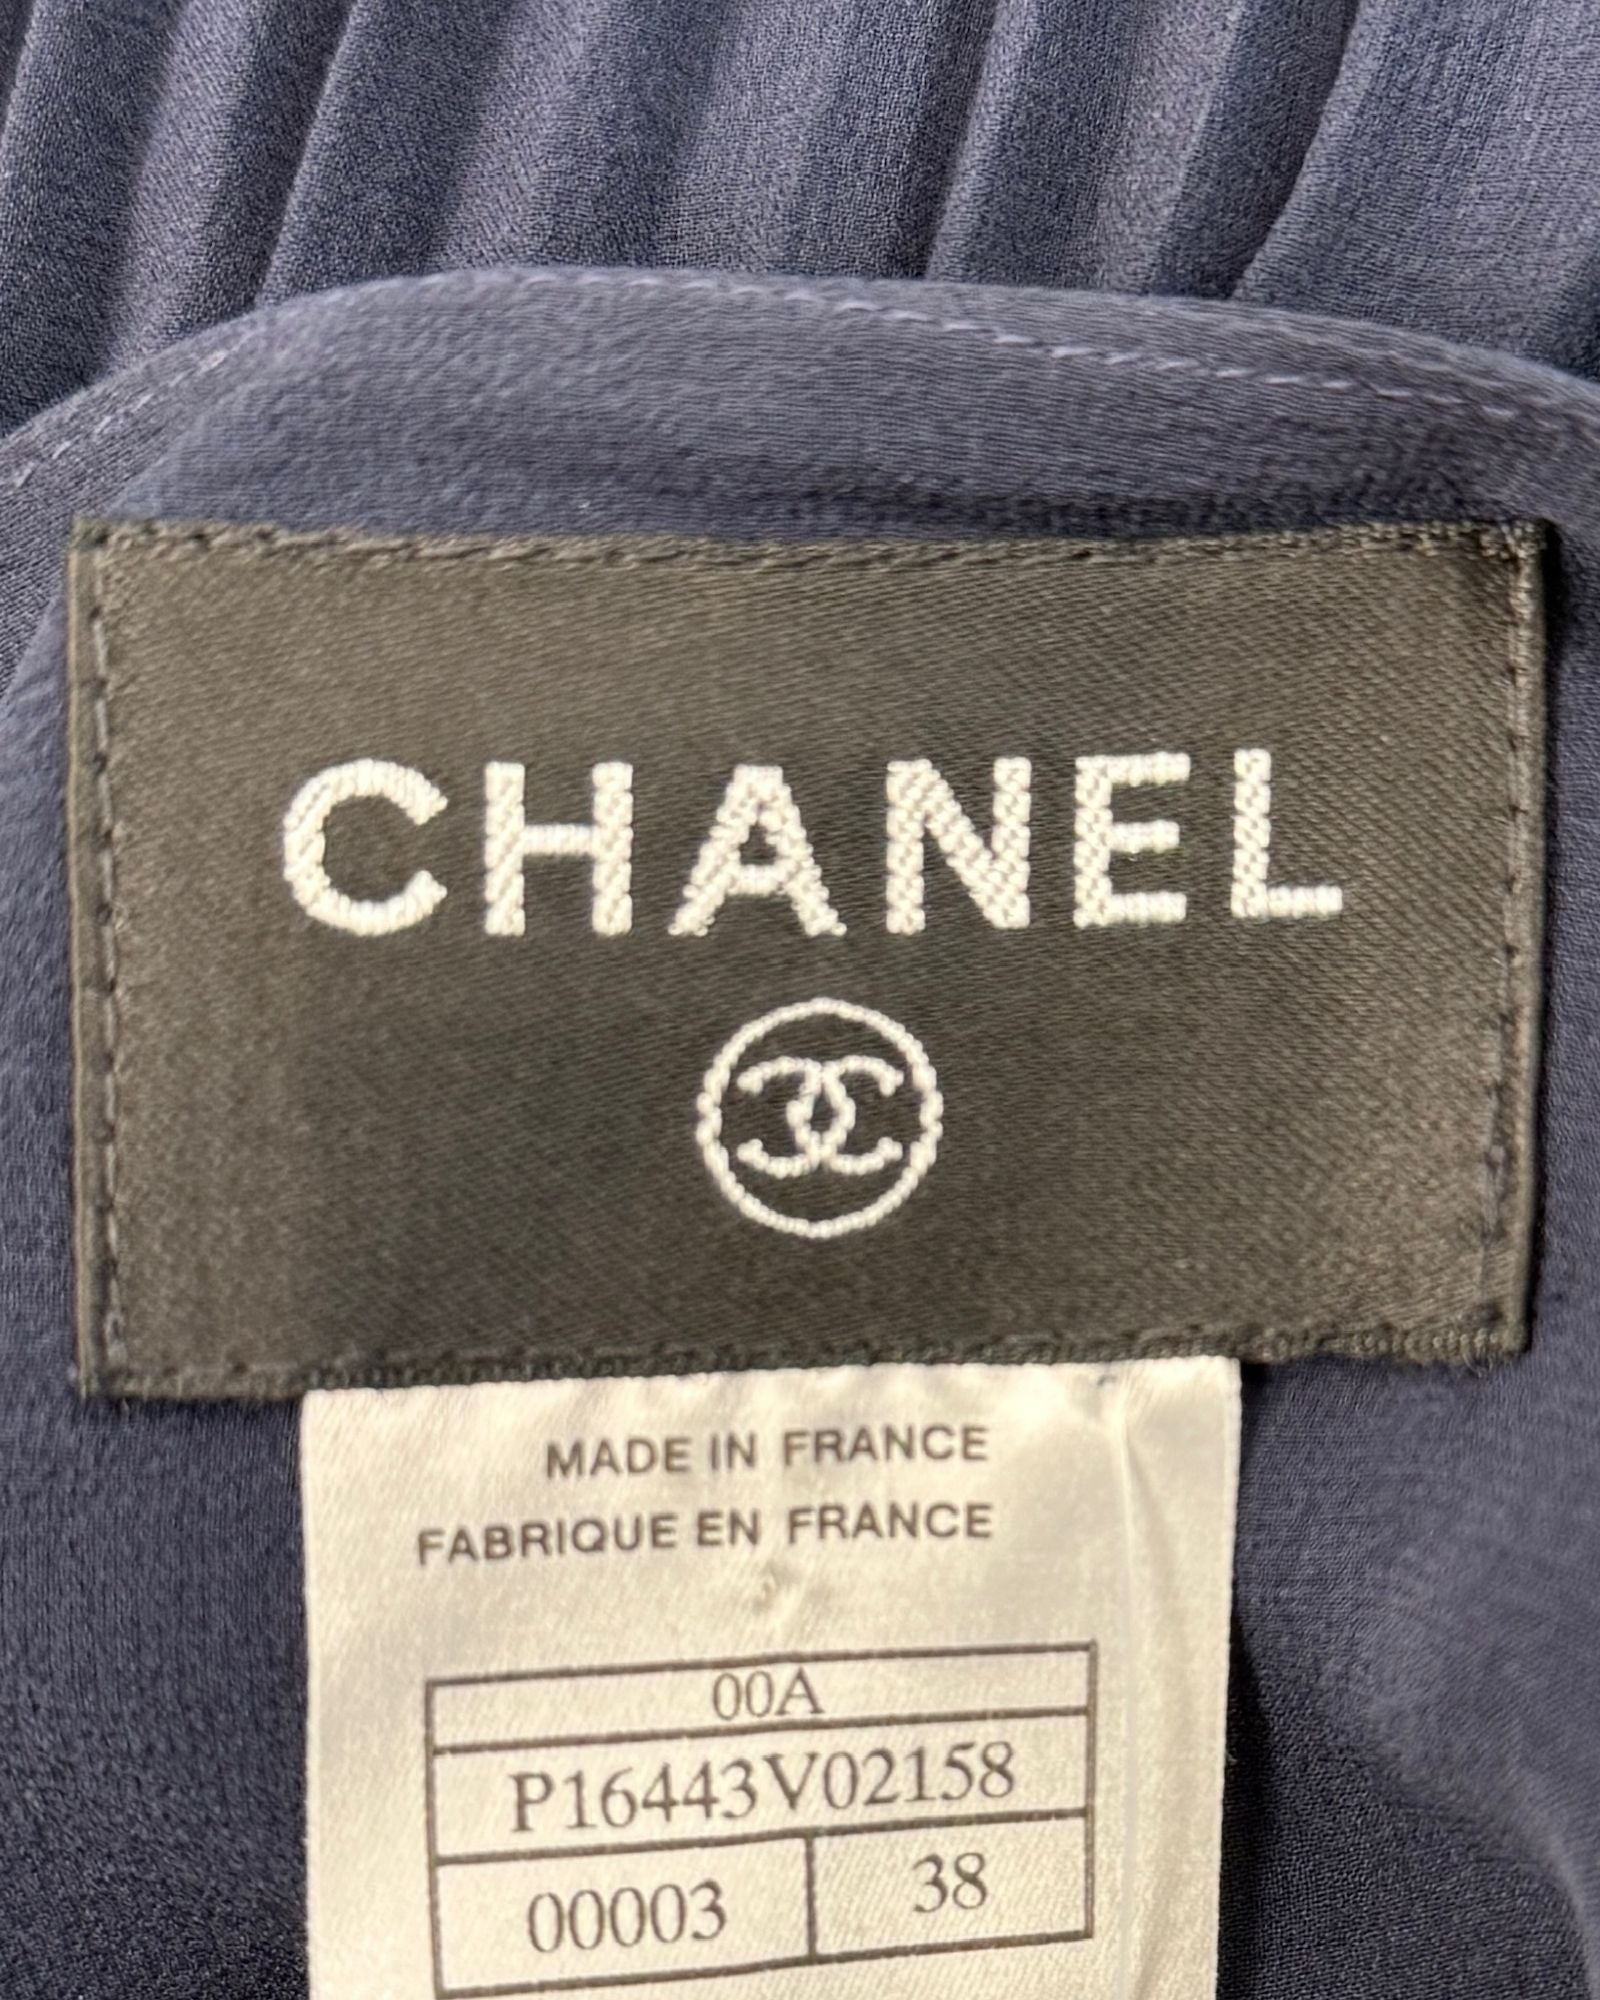 CHANEL
MADE IN FRANCE
FABRIQUE EN FRANCE
00A
P16443V02158
00003 38